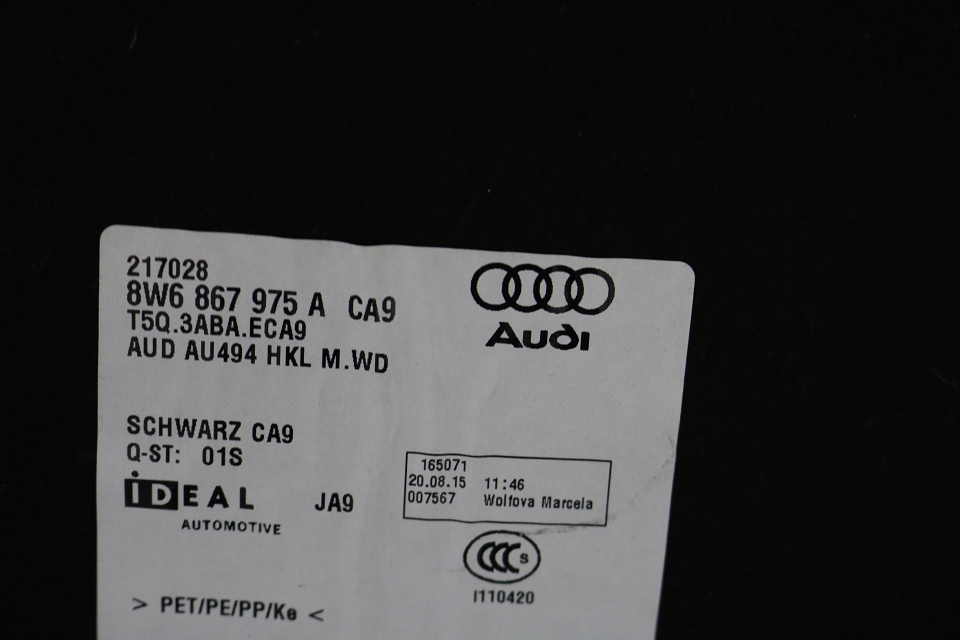 217028
8W6 867 975 A CA9
T5Q.3ABA.ECA9
AUD AU494 HKL M.WD
Audi
SCHWARZ CA9
Q-ST: 01S
IDEAL JA9
AUTOMOTIVE
165071
20.08.15 11:46
007567 Wolfova Marcela
CCC S
I110420
> PET/PE/PP/Ke <